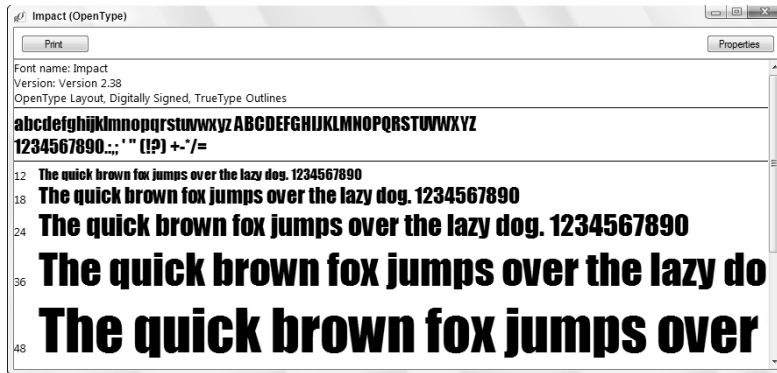 Impact (OpenType)
Print Properties
Font name: Impact
Version: Version 2.38
OpenType Layout, Digitally Signed, TrueType Outlines
abcdefghijklmnopqrstuvwxyz ABCDEFGHIJKLMNOPQRSTUVWXYZ
1234567890.:,; ' " (!?) +-*/=
12 The quick brown fox jumps over the lazy dog. 1234567890
18 The quick brown fox jumps over the lazy dog. 1234567890
24 The quick brown fox jumps over the lazy dog. 1234567890
36 The quick brown fox jumps over the lazy do
48 The quick brown fox jumps over